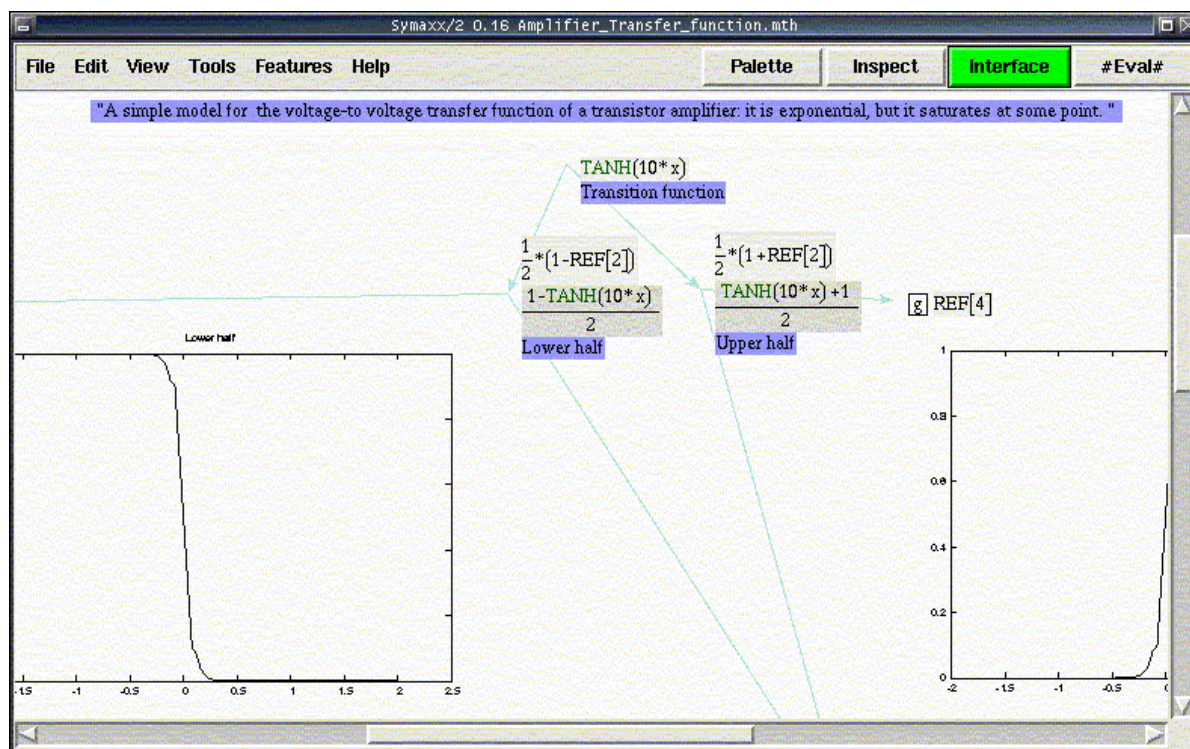 Symaxx/2 0.16 Amplifier_Transfer_function.mth
File Edit View Tools Features Help Palette Inspect Interface #Eval#
"A simple model for the voltage-to voltage transfer function of a transistor amplifier: it is exponential, but it saturates at some point. "
TANH(10*x)
Transition function
1/2*(1-REF[2])
1/2*(1+REF[2])
1-TANH(10*x)/2
TANH(10*x)+1/2
g REF[4]
Lower half
Upper half
Lower half
1
0.8
0.6
0.4
0.2
0
-1.5 -1 -0.5 0 0.5 1 1.5 2 2.5
-2 -1.5 -1 -0.5